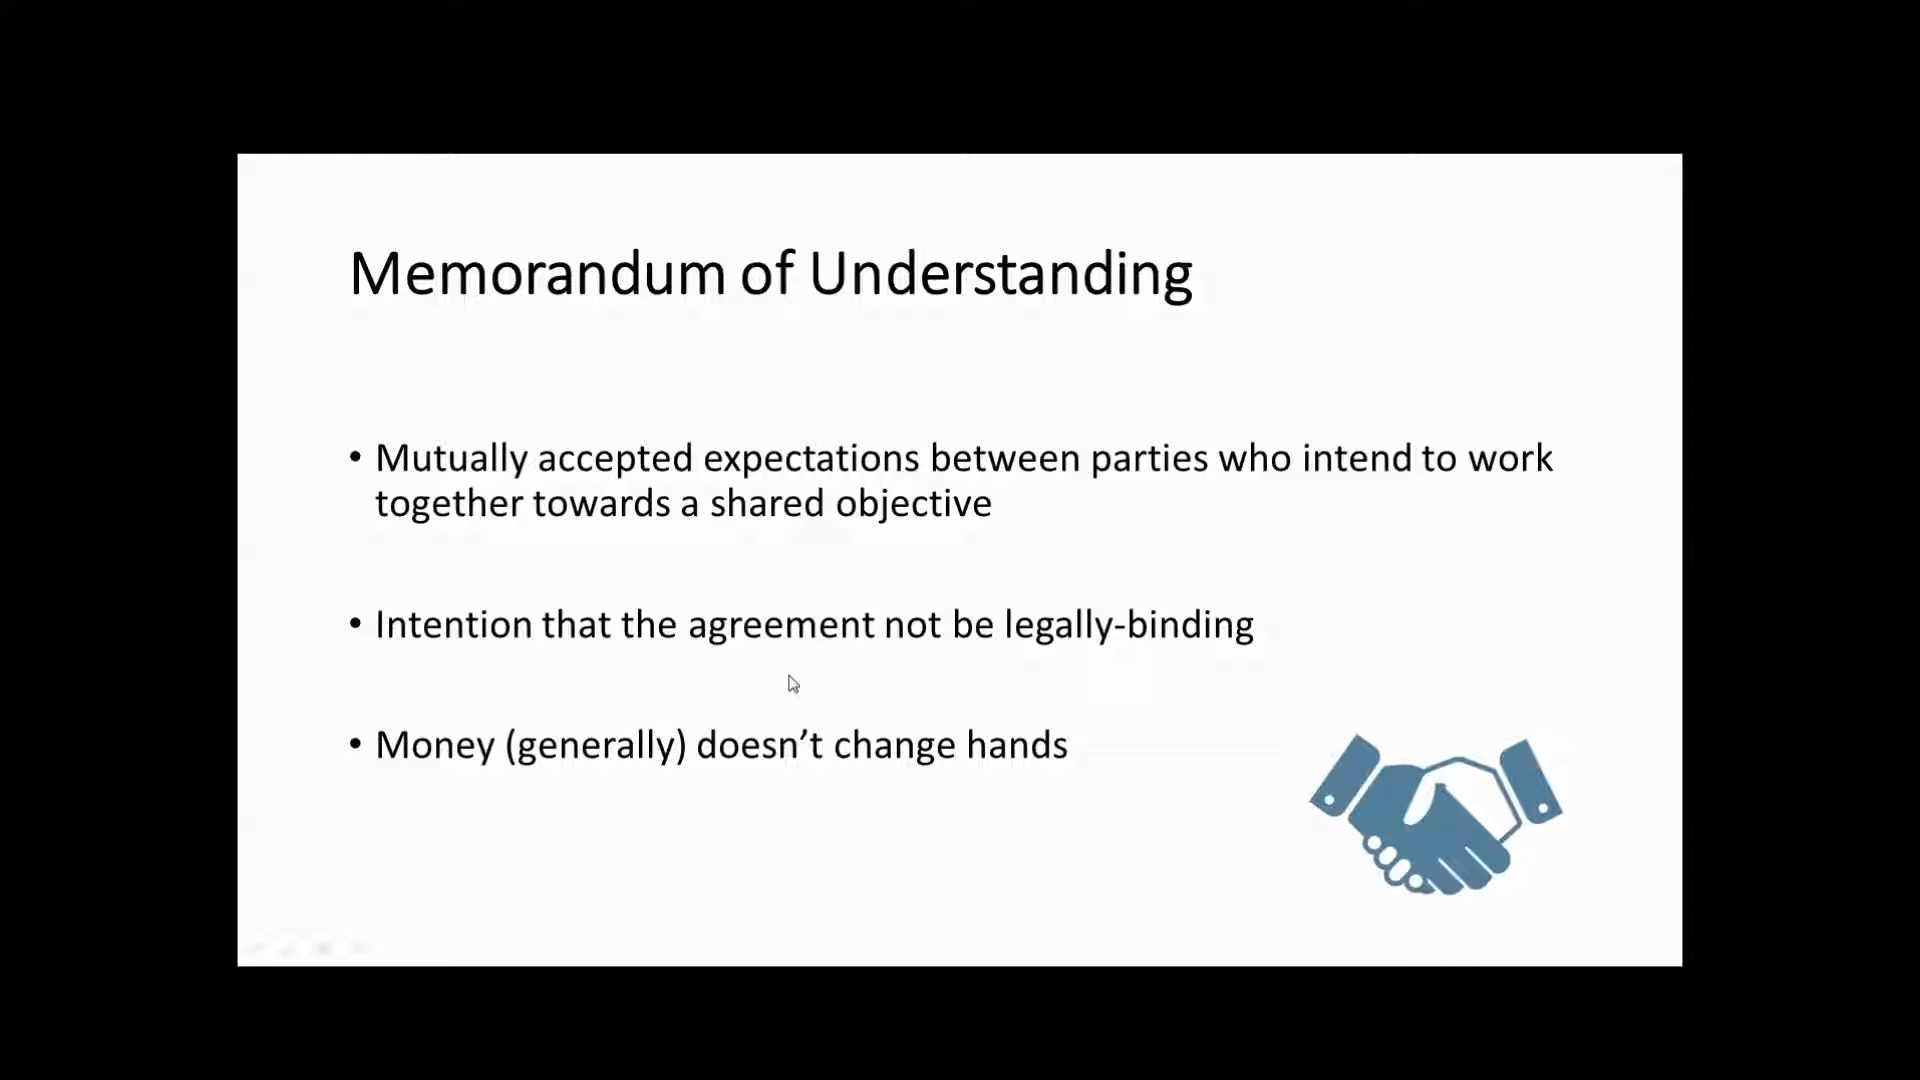 Memorandum of Understanding
• Mutually accepted expectations between parties who intend to work
together towards a shared objective
• Intention that the agreement not be legally-binding
• Money (generally) doesn’t change hands